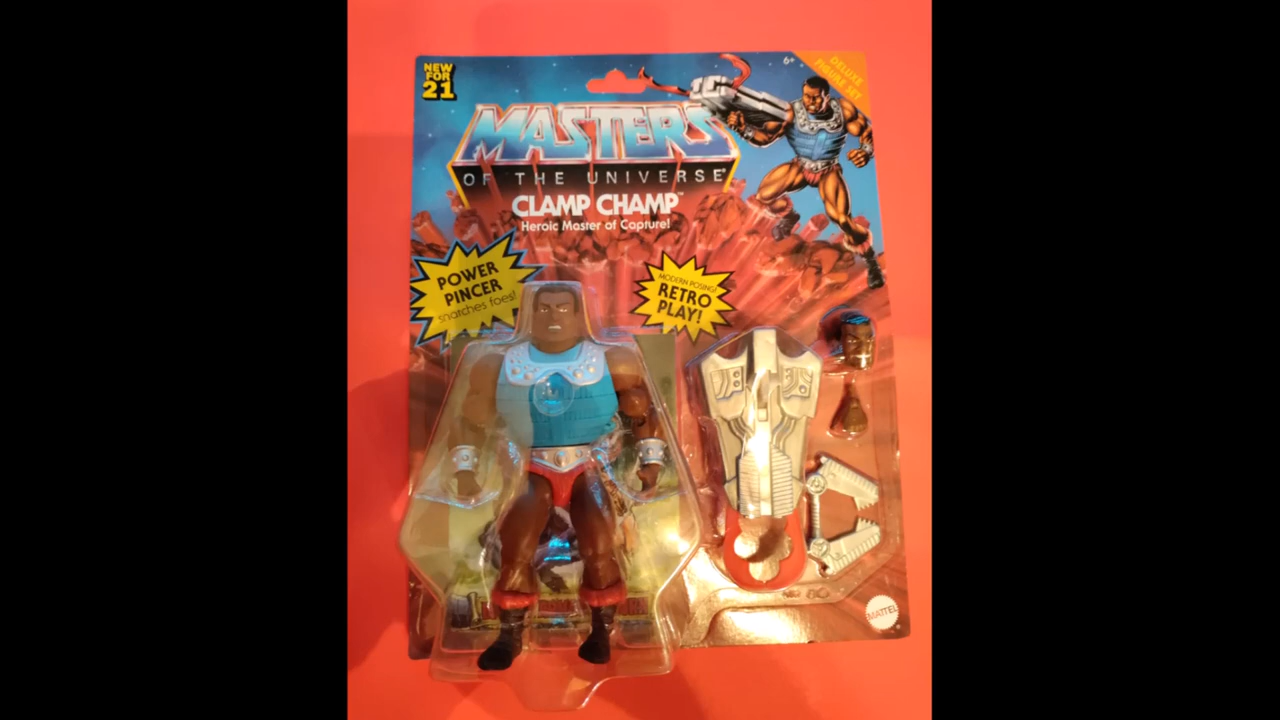 NEW
FOR
21
6+
DELUXE
FIGURE SET
MASTERS
OF THE UNIVERSE®
CLAMP CHAMP™
Heroic Master of Capture!
POWER
PINCER
snatches foes!
MODERN POSING!
RETRO
PLAY!
MATTEL